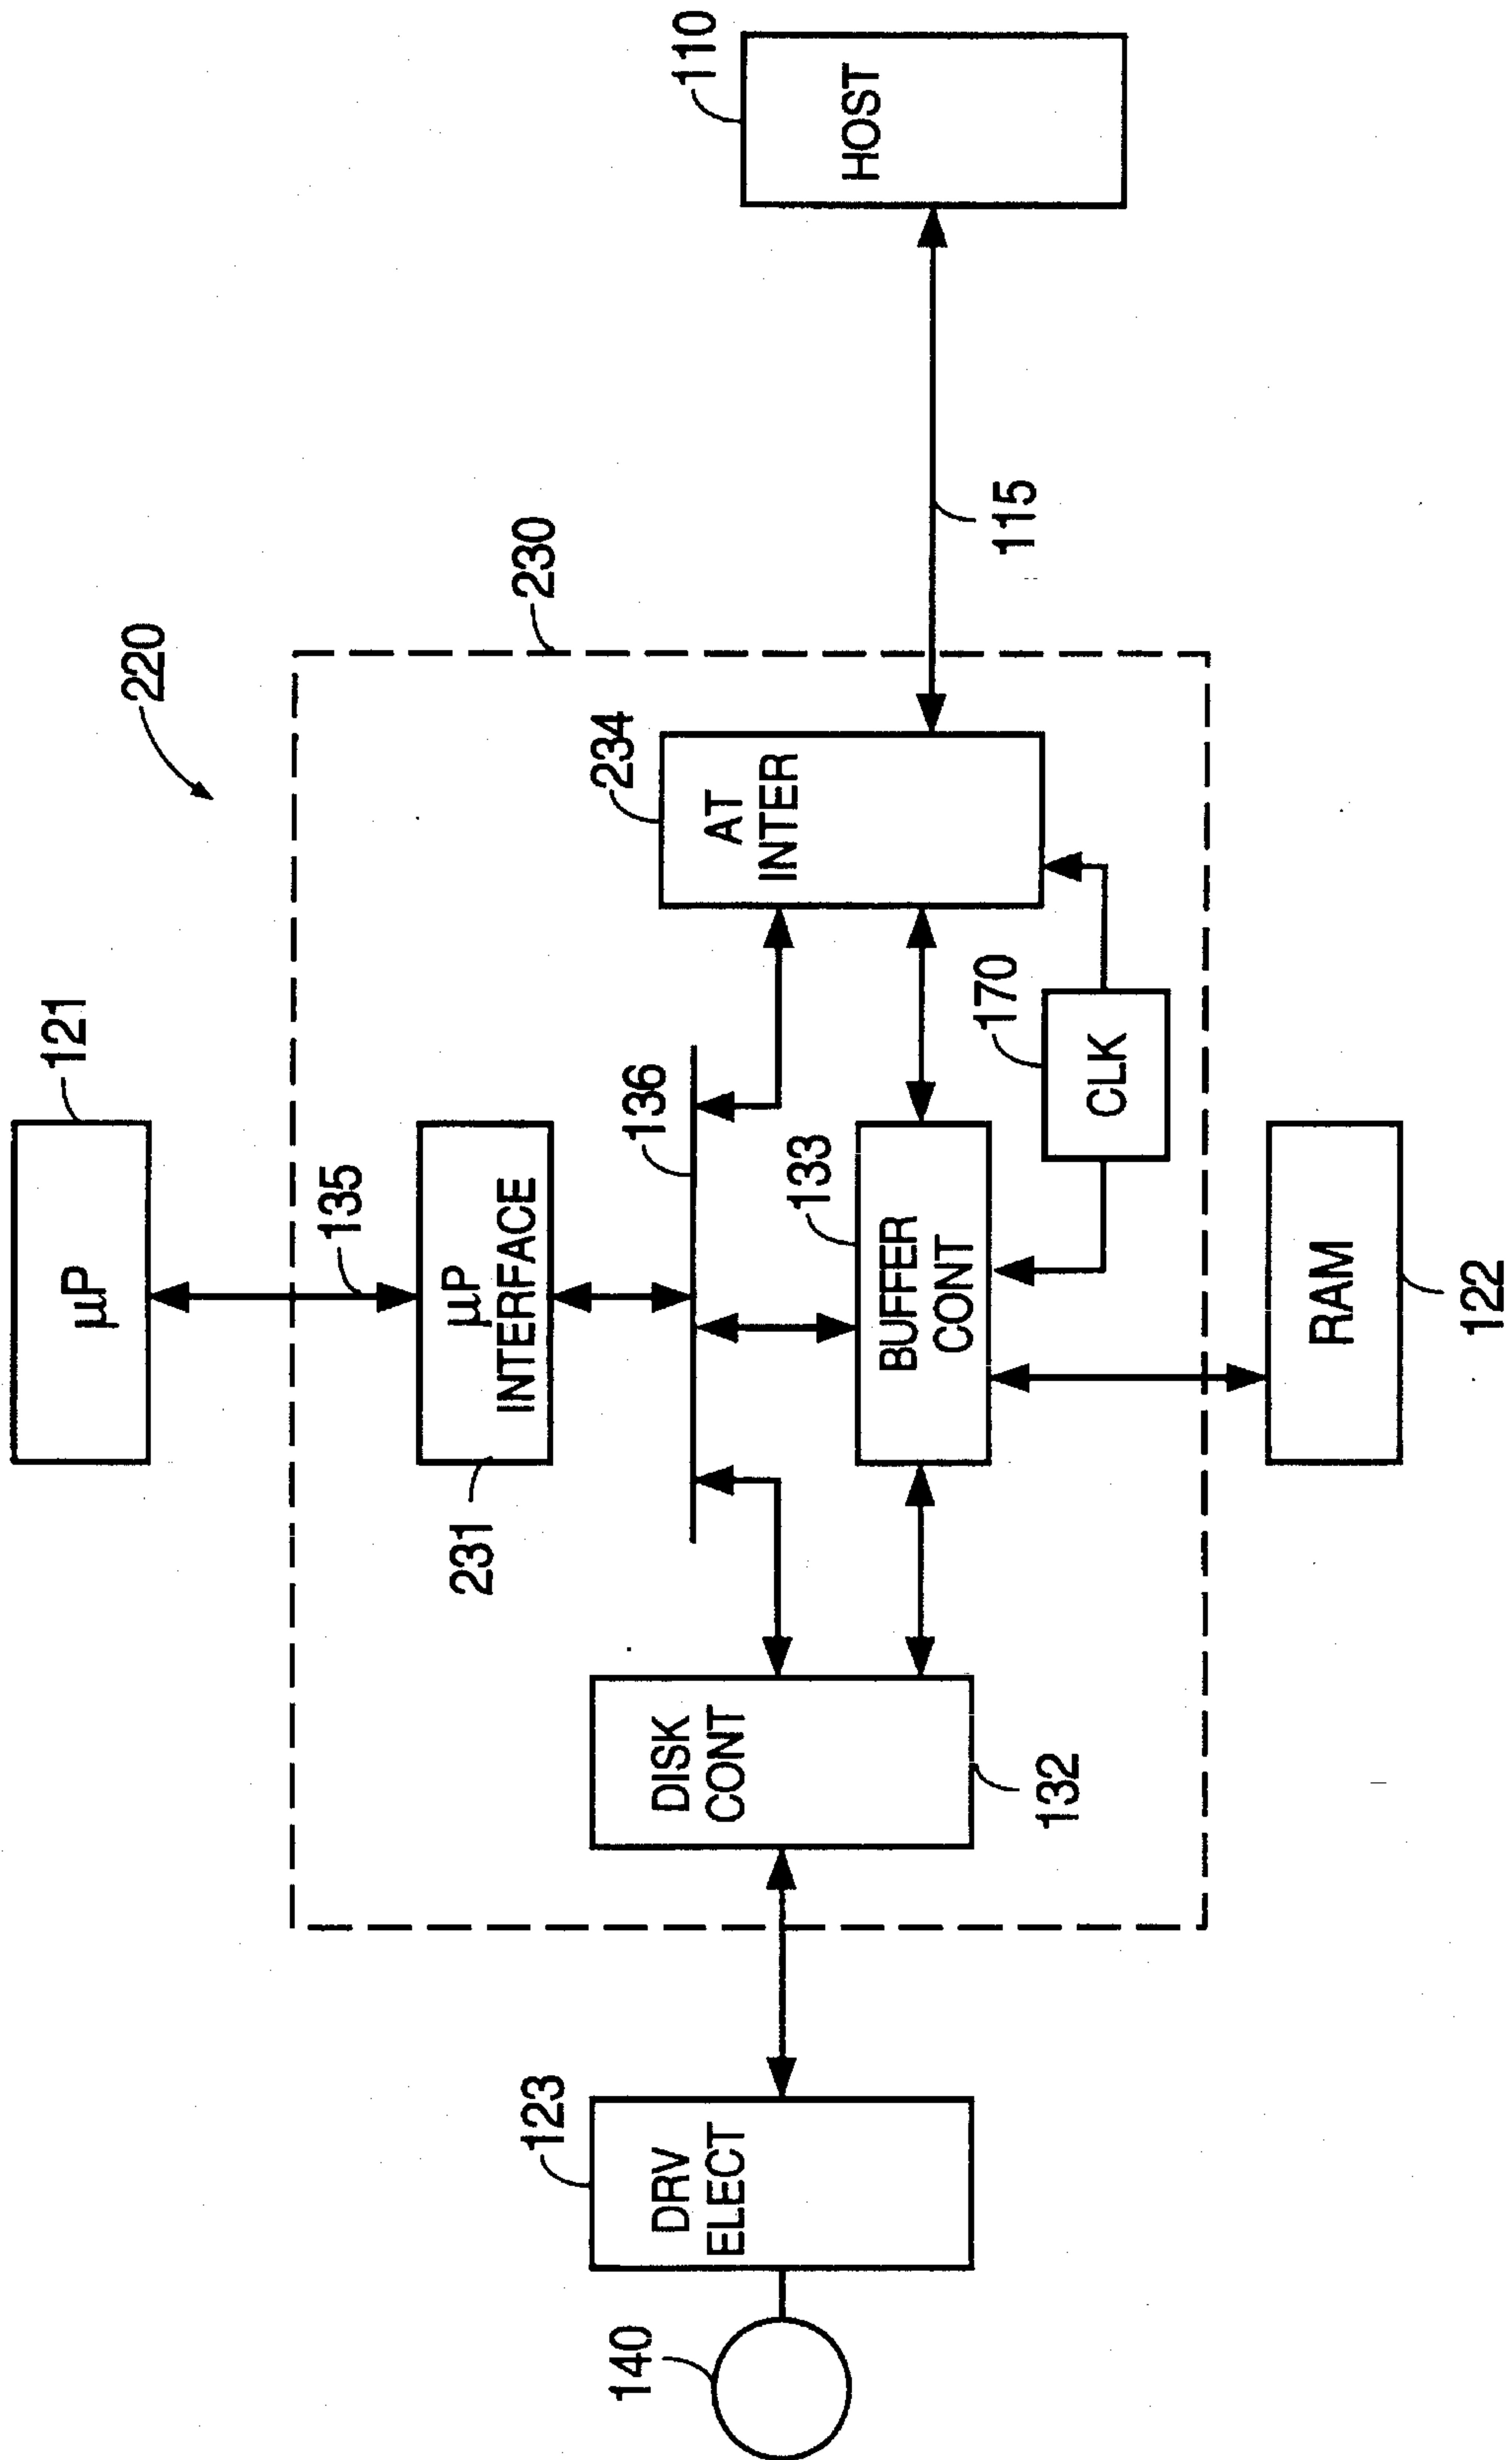 220
121
µP
135
230
µP
INTERFACE
231
136
140
123
DRV
ELECT
DISK
CONT
132
133
BUFFER
CONT
234
AT
INTER
170
CLK
115
110
HOST
RAM
122